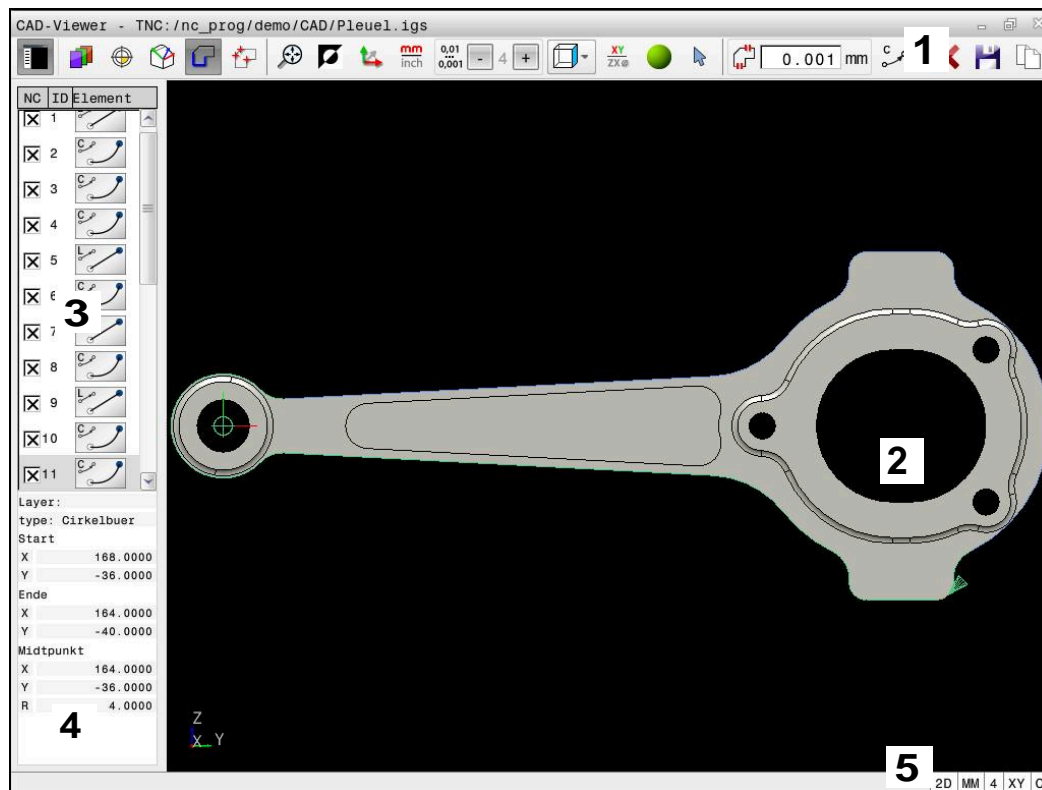 CAD-Viewer - TNC:/nc_prog/demo/CAD/Pleuel.igs
mm
inch
0,01
...
0,001
- 4 +
XY
ZX
0.001 mm
C
1
NC ID Element
1
2 C
3 C
4 C
5 L
6 C
3
7
8 C
9 L
10 C
11 C
Layer:
type: Cirkelbuer
Start
X 168.0000
Y -36.0000
Ende
X 164.0000
Y -40.0000
Midtpunkt
X 164.0000
Y -36.0000
R 4.0000
4
2
Z
X Y
5
2D MM 4 XY